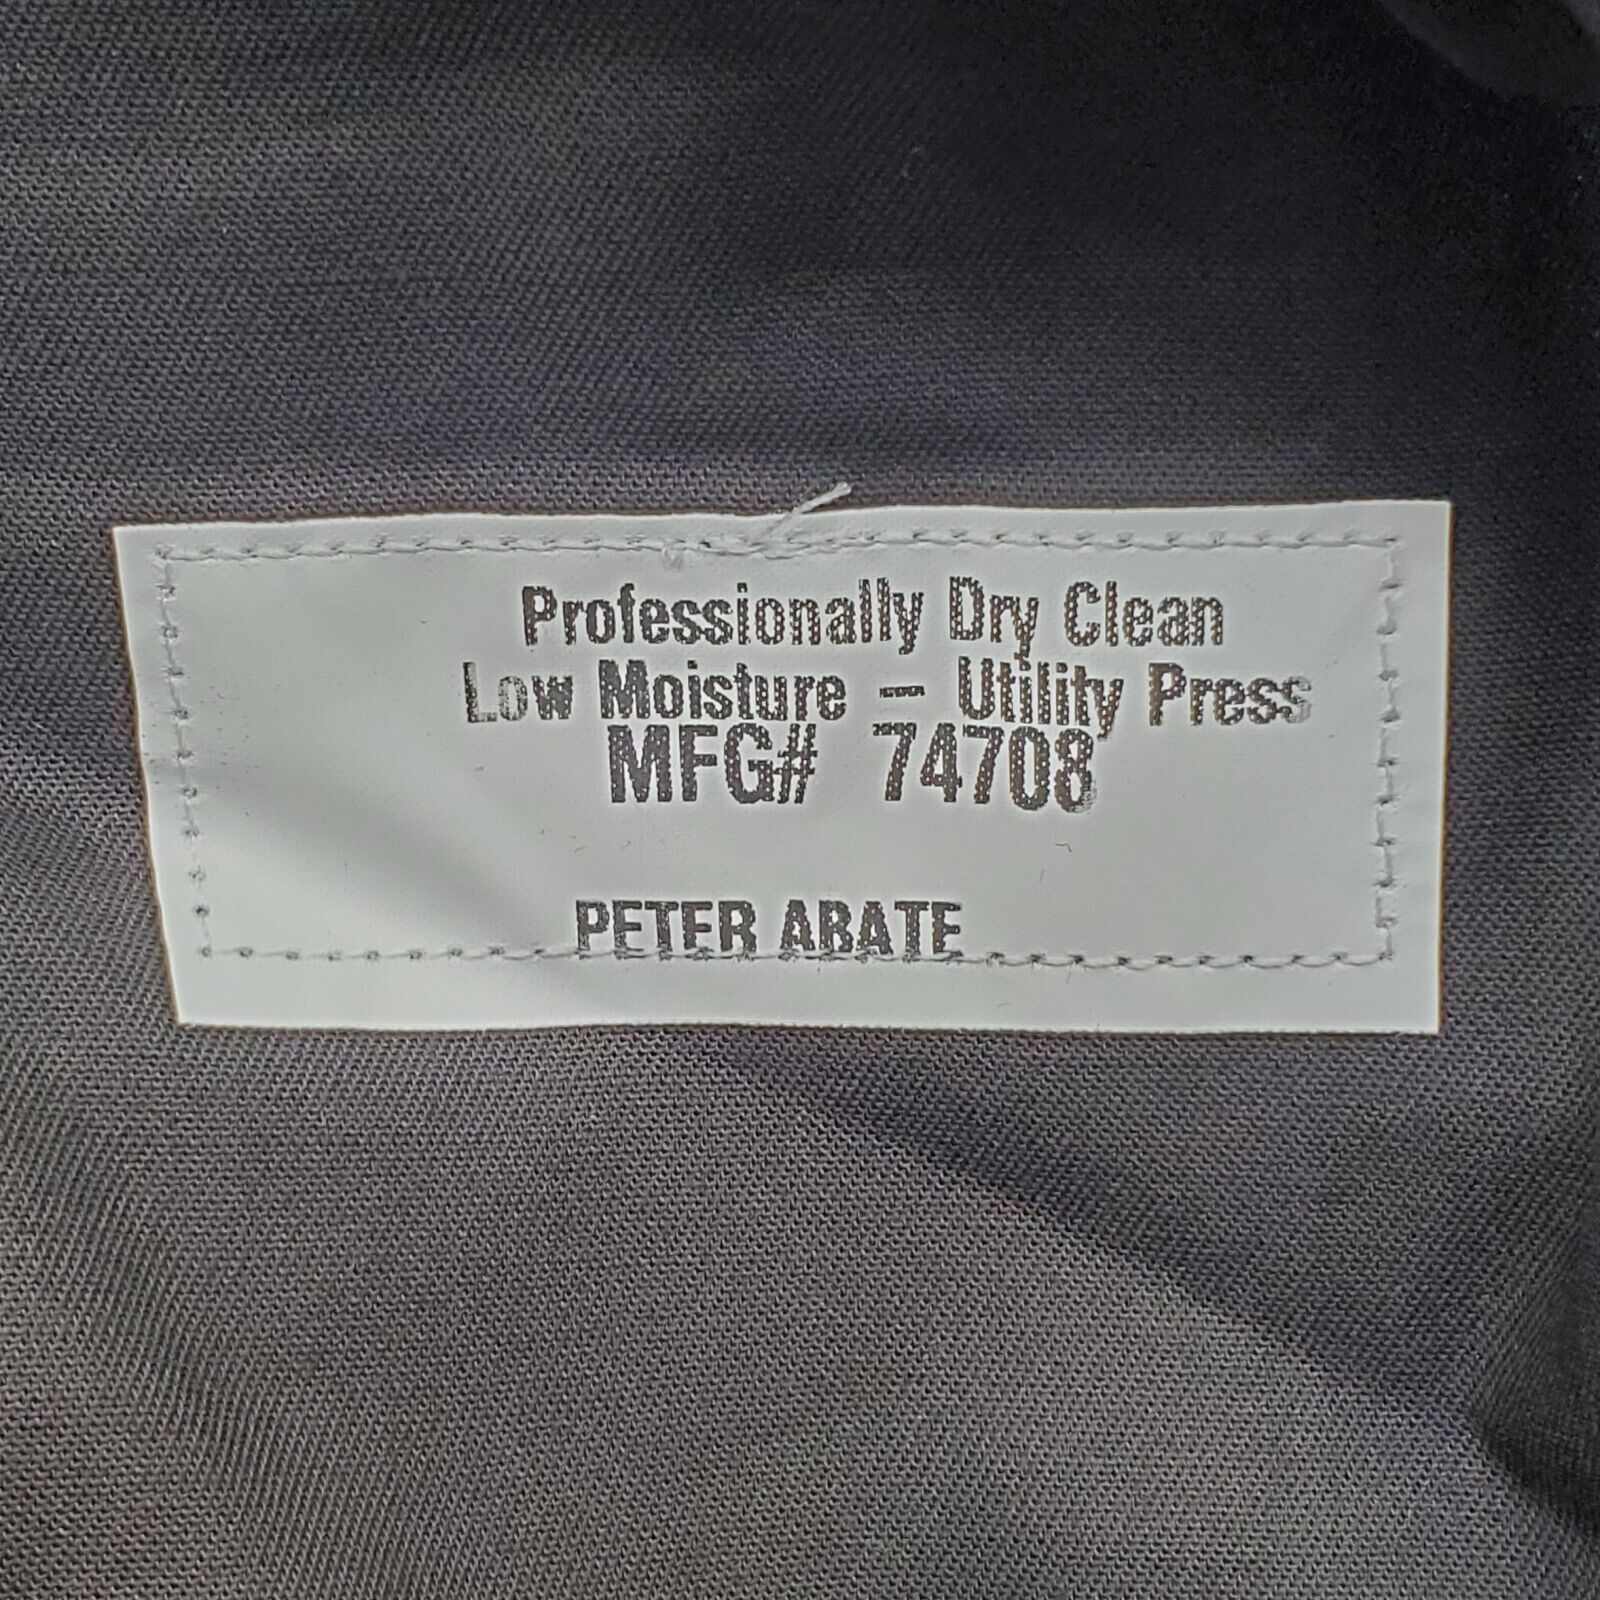 Professionally Dry Clean
Low Moisture - Utility Press
MFG# 74708
PETER ABATE